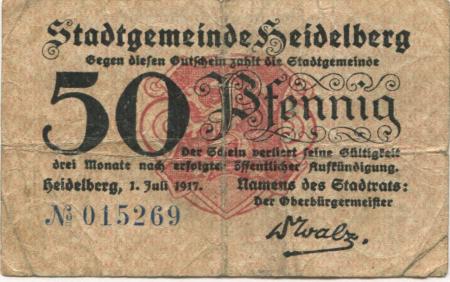 Stadtgemeinde Heidelberg
Gegen diesen Gutschein zahlt die Stadtgemeinde
50 Pfennig
Der Schein verliert seine Gültigkeit
drei Monate nach erfolgter öffentlicher Aufkündigung.
Heidelberg, 1. Juli 1917. Namens des Stadtrats:
№ 015269 Der Oberbürgermeister
Walz.